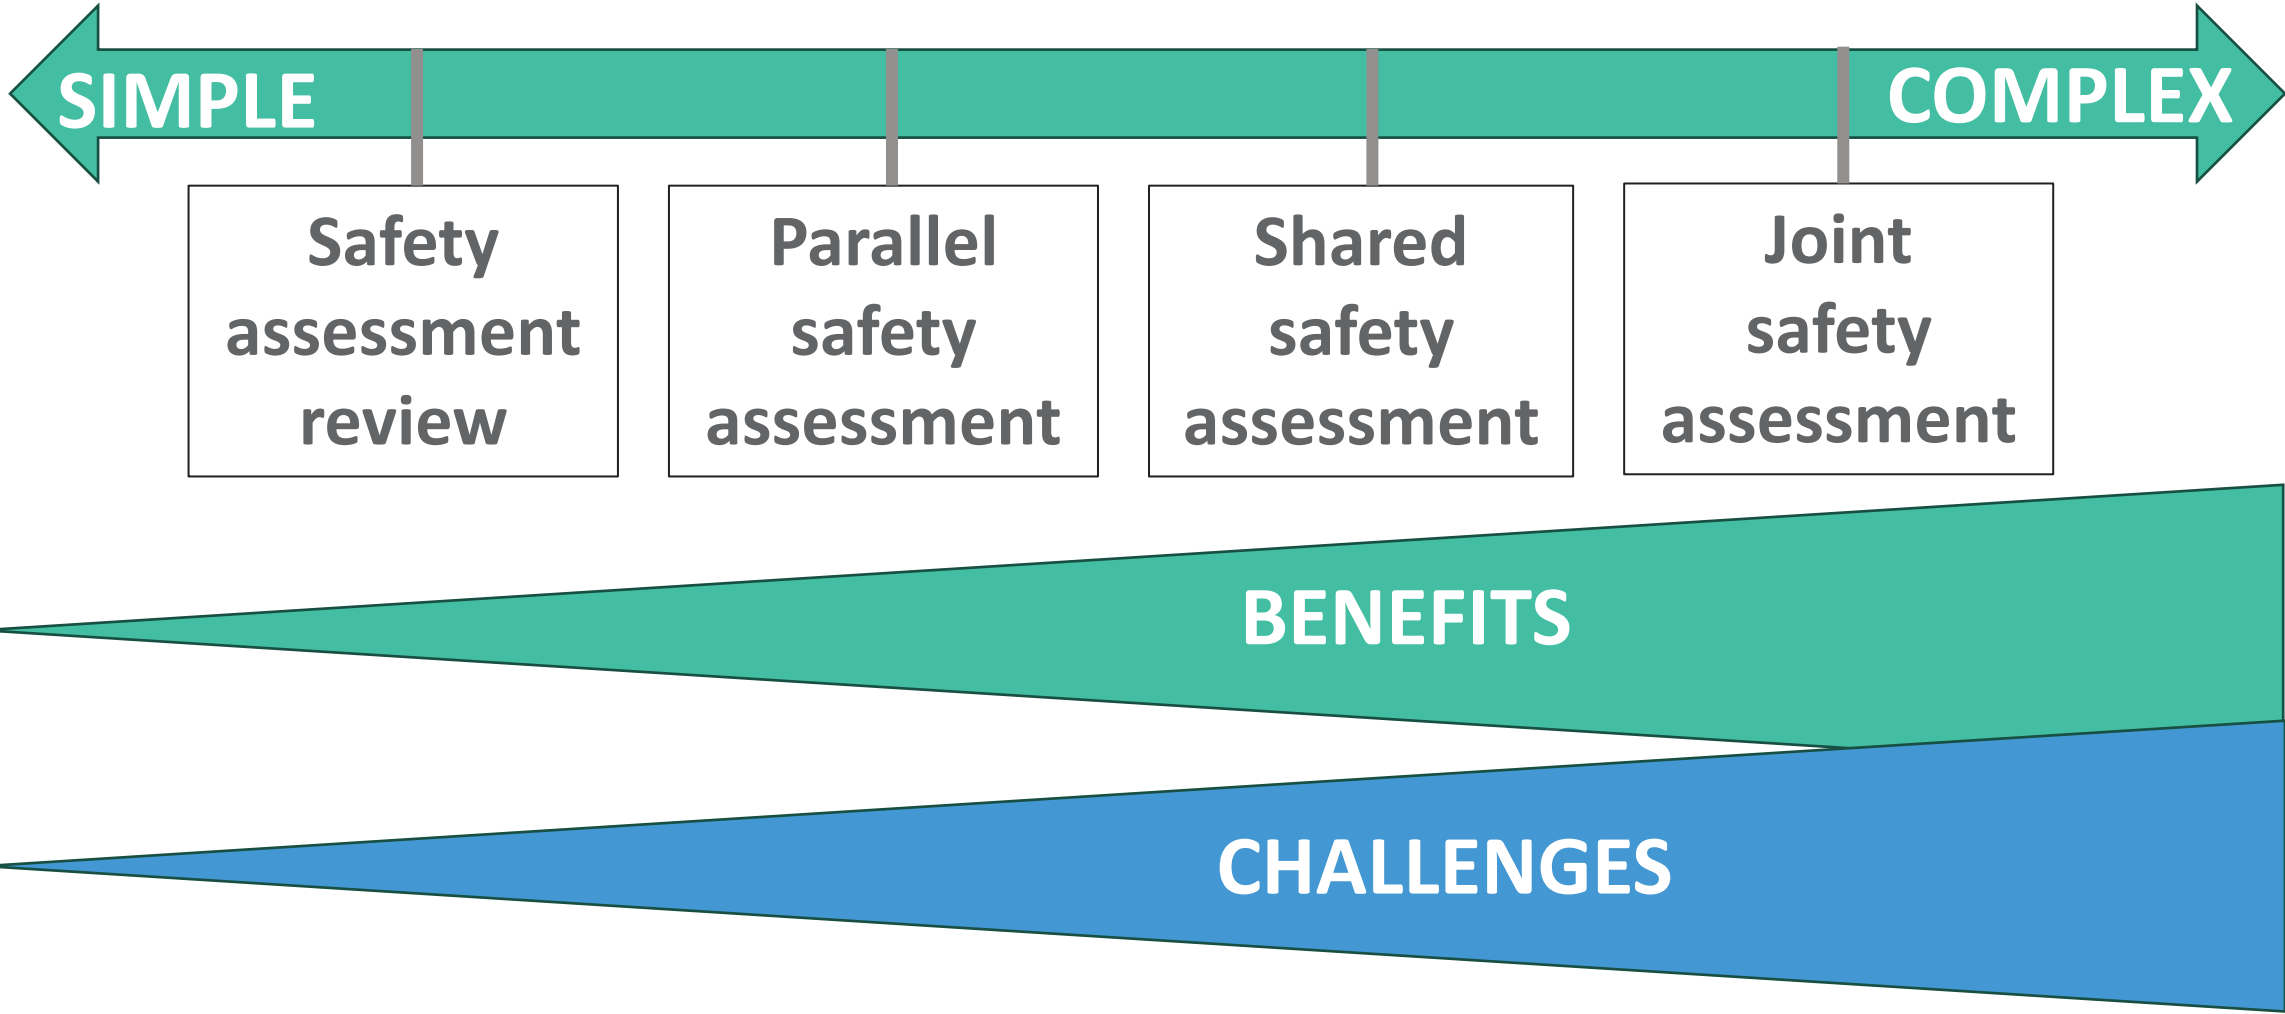 SIMPLE
COMPLEX
Safety
assessment
review
Parallel
safety
assessment
Shared
safety
assessment
Joint
safety
assessment
BENEFITS
CHALLENGES